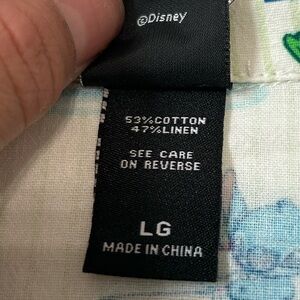 ©Disney
53%COTTON
47%LINEN
SEE CARE
ON REVERSE
LG
MADE IN CHINA